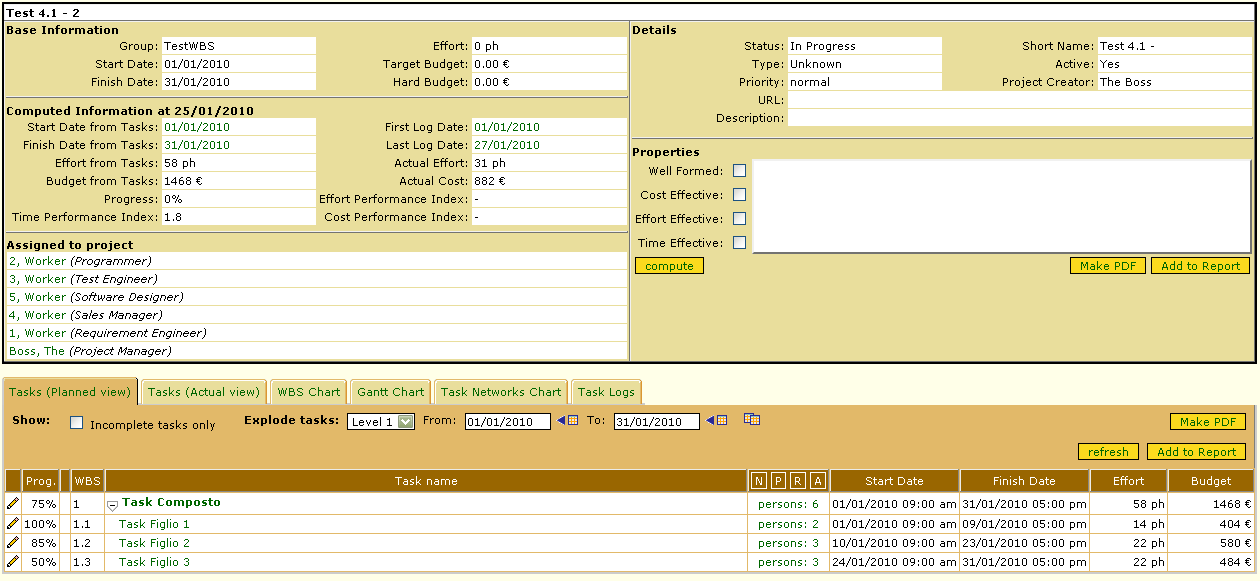 Test 4.1 - 2
Base Information
Group: TestWBS Effort: 0 ph
Start Date: 01/01/2010 Target Budget: 0.00 €
Finish Date: 31/01/2010 Hard Budget: 0.00 €
Computed Information at 25/01/2010
Start Date from Tasks: 01/01/2010 First Log Date: 01/01/2010
Finish Date from Tasks: 31/01/2010 Last Log Date: 27/01/2010
Effort from Tasks: 58 ph Actual Effort: 31 ph
Budget from Tasks: 1468 € Actual Cost: 882 €
Progress: 0% Effort Performance Index: -
Time Performance Index: 1.8 Cost Performance Index: -
Assigned to project
2, Worker (Programmer)
3, Worker (Test Engineer)
5, Worker (Software Designer)
4, Worker (Sales Manager)
1, Worker (Requirement Engineer)
Boss, The (Project Manager)
Details
Status: In Progress Short Name: Test 4.1 -
Type: Unknown Active: Yes
Priority: normal Project Creator: The Boss
URL:
Description:
Properties
Well Formed:
Cost Effective:
Effort Effective:
Time Effective:
compute Make PDF Add to Report
Tasks (Planned view) Tasks (Actual view) WBS Chart Gantt Chart Task Networks Chart Task Logs
Show: Incomplete tasks only Explode tasks: Level 1 From: 01/01/2010 To: 31/01/2010 Make PDF
refresh Add to Report
Prog. WBS Task name N P R A Start Date Finish Date Effort Budget
75% 1 Task Composto persons: 6 01/01/2010 09:00 am 31/01/2010 05:00 pm 58 ph 1468 €
100% 1.1 Task Figlio 1 persons: 2 01/01/2010 09:00 am 09/01/2010 05:00 pm 14 ph 404 €
85% 1.2 Task Figlio 2 persons: 3 10/01/2010 09:00 am 23/01/2010 05:00 pm 22 ph 580 €
50% 1.3 Task Figlio 3 persons: 3 24/01/2010 09:00 am 31/01/2010 05:00 pm 22 ph 484 €